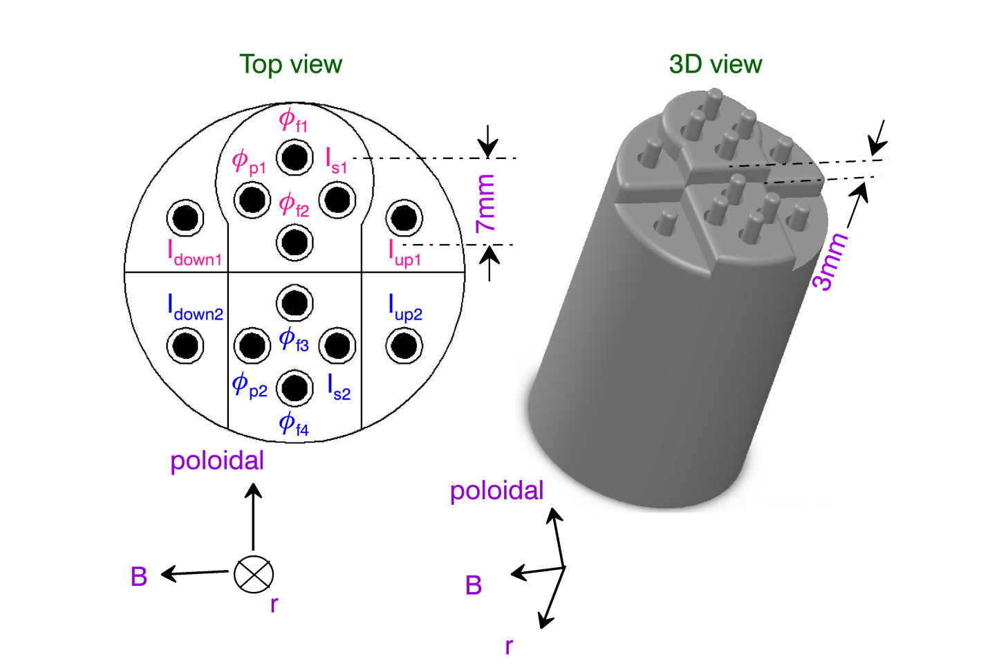 Top view
3D view
ϕf1
ϕp1
Is1
ϕf2
7mm
Idown1
Iup1
3mm
Idown2
Iup2
ϕf3
ϕp2
Is2
ϕf4
poloidal
B
r
poloidal
B
r